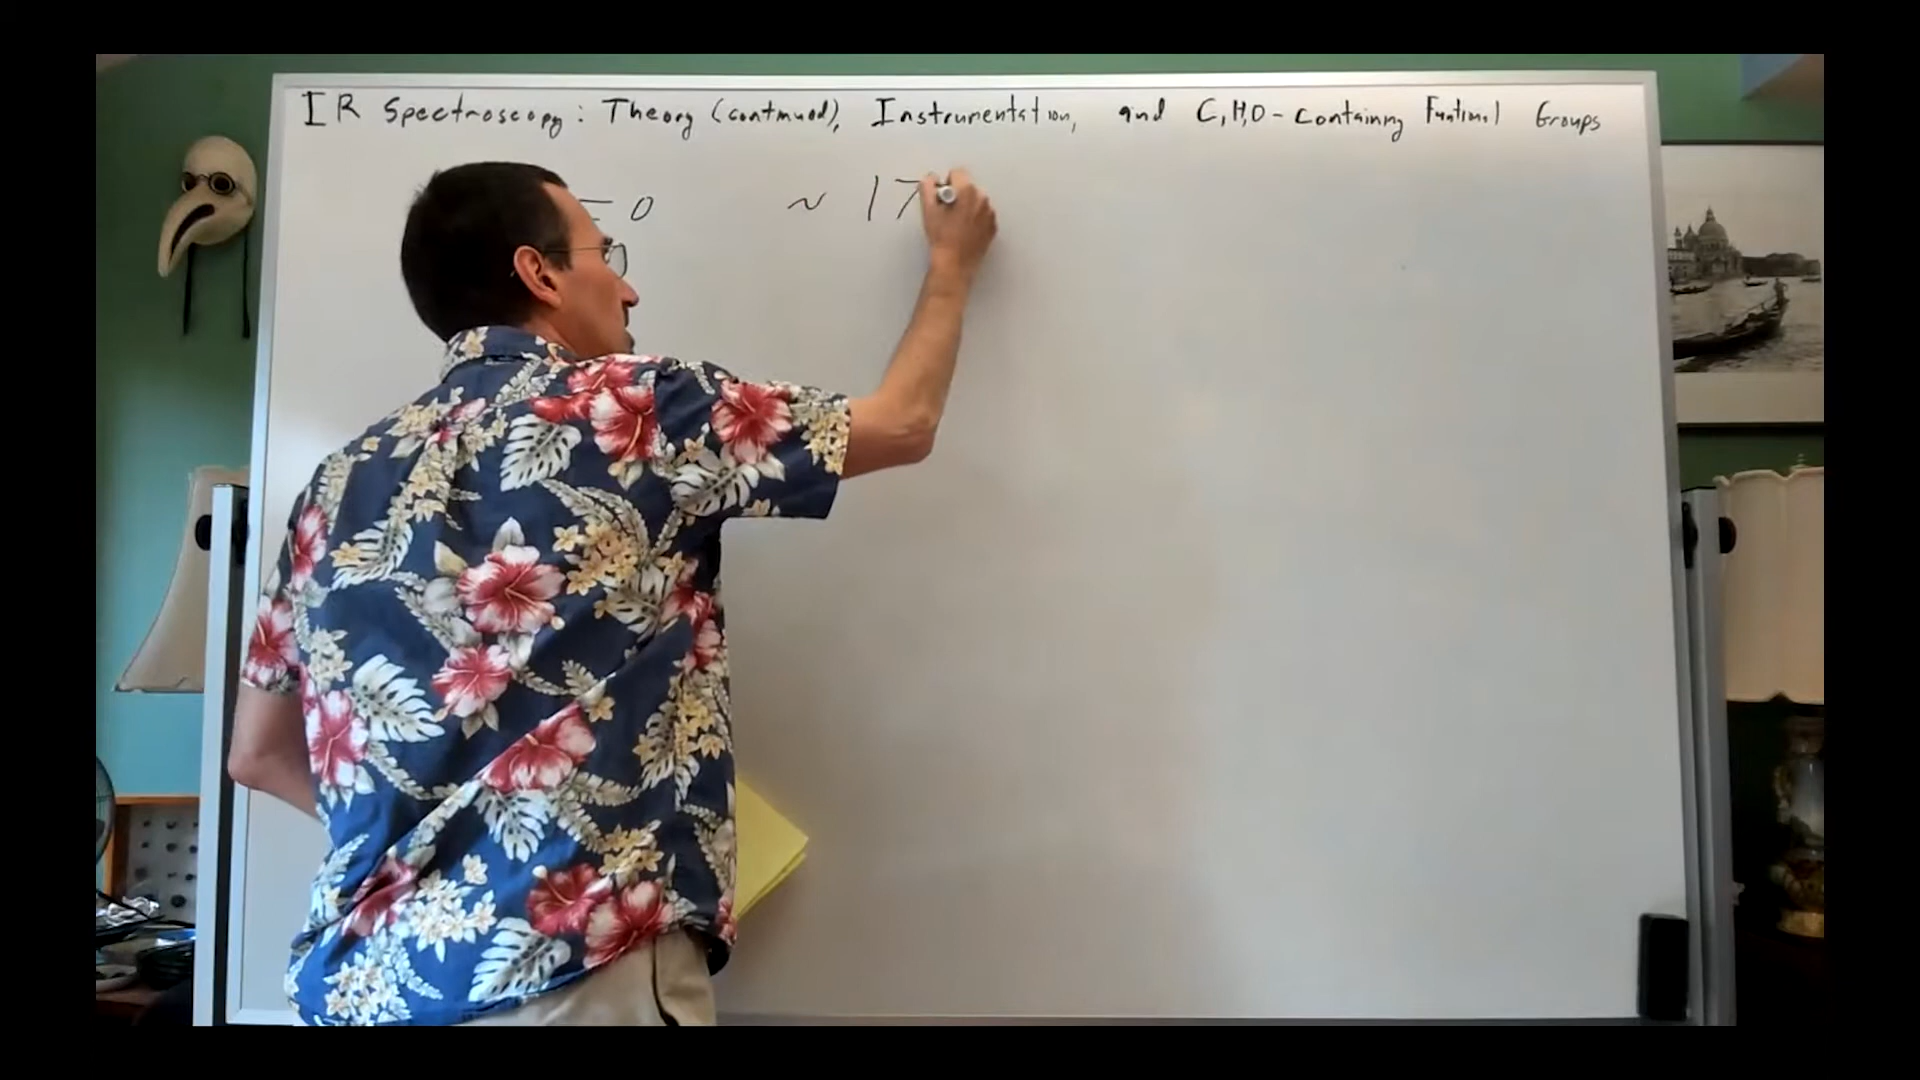 IR Spectroscopy: Theory (continued), Instrumentation, and C,H,O-Containing Functional Groups
=O ~ 17